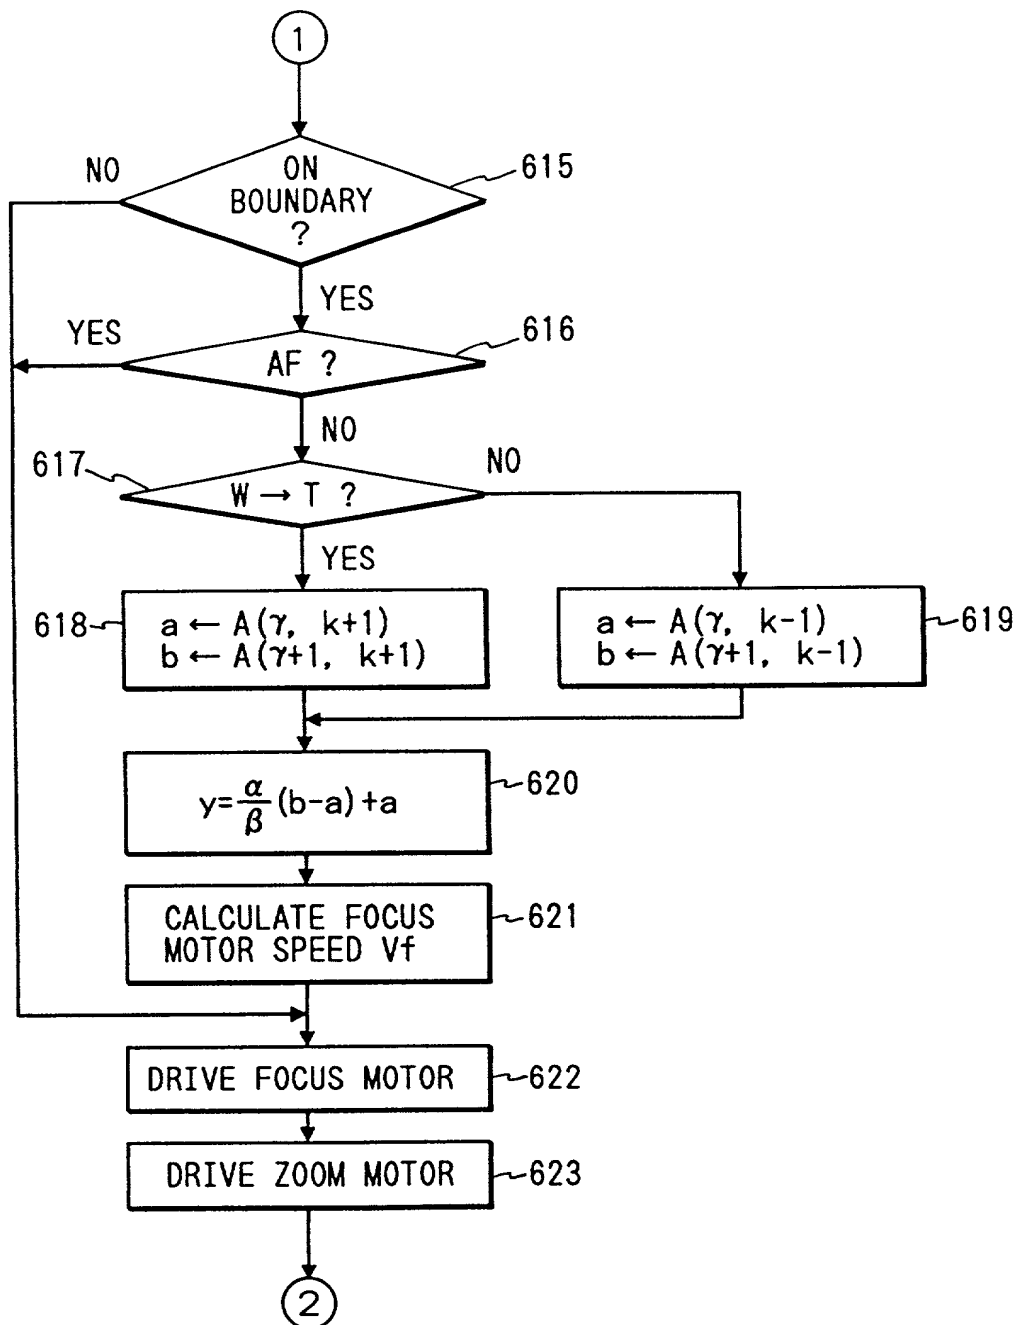 1
NO
ON
BOUNDARY
?
615
YES
YES
AF ?
616
NO
617
W → T ?
NO
YES
618
a ← A(γ, k+1)
b ← A(γ+1, k+1)
a ← A(γ, k-1)
b ← A(γ+1, k-1)
619
y=α/β(b-a)+a
620
CALCULATE FOCUS
MOTOR SPEED Vf
621
DRIVE FOCUS MOTOR
622
DRIVE ZOOM MOTOR
623
2